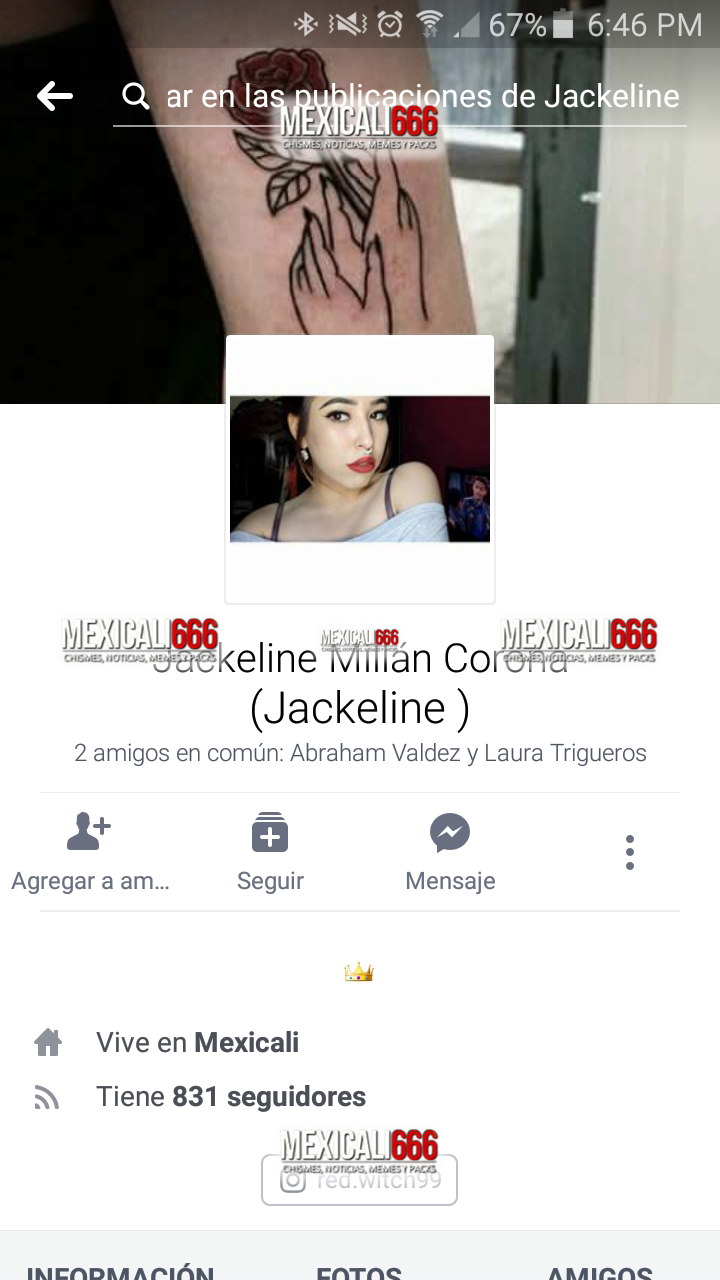 67% 6:46 PM
ar en las publicaciones de Jackeline
MEXICALI666
CHISMES, NOTICIAS, MEMES Y PACKS
MEXICALI666
MEXICALI666
MEXICALI666
CHISMES, NOTICIAS, MEMES Y PACKS
CHISMES, NOTICIAS, MEMES Y PACKS
CHISMES, NOTICIAS, MEMES Y PACKS
Jackeline Milián Corona
(Jackeline )
2 amigos en común: Abraham Valdez y Laura Trigueros
Agregar a am... Seguir Mensaje
Vive en Mexicali
Tiene 831 seguidores
MEXICALI666
CHISMES, NOTICIAS, MEMES Y PACKS
red.witch99
INFORMACIÓN FOTOS AMIGOS